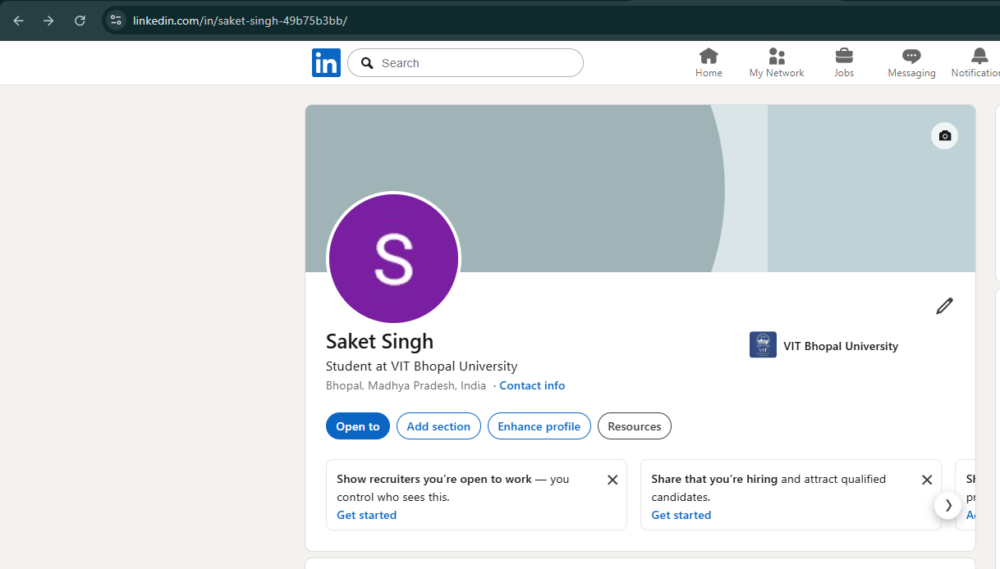 linkedin.com/in/saket-singh-49b75b3bb/
in Search Home My Network Jobs Messaging Notification
S
Saket Singh
VIT Bhopal University
Student at VIT Bhopal University
Bhopal, Madhya Pradesh, India · Contact info
Open to Add section Enhance profile Resources
Show recruiters you’re open to work — you
control who sees this.
Get started
Share that you’re hiring and attract qualified
candidates.
Get started